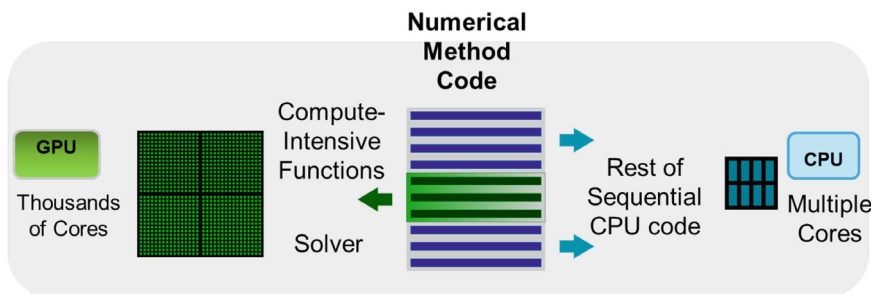 Numerical
Method
Code
GPU
Thousands
of Cores
Compute-
Intensive
Functions
Solver
Rest of
Sequential
CPU code
CPU
Multiple
Cores